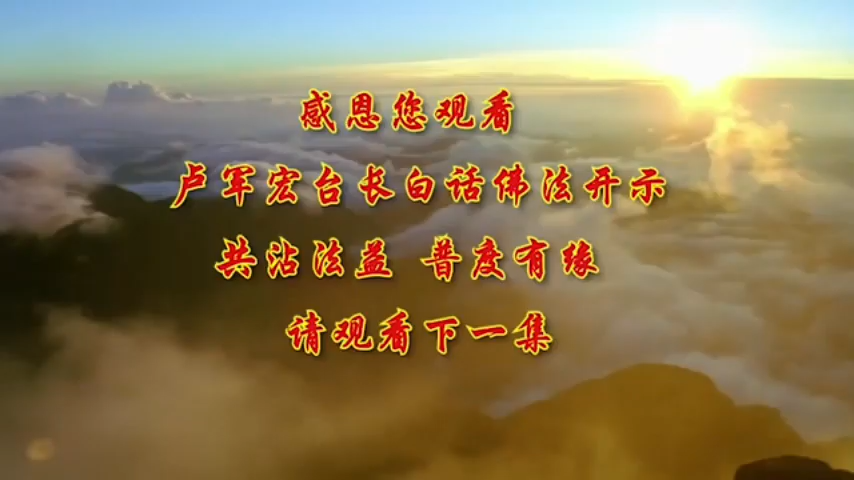 感恩您观看
卢军宏台长白话佛法开示
共沾法益 普度有缘
请观看下一集